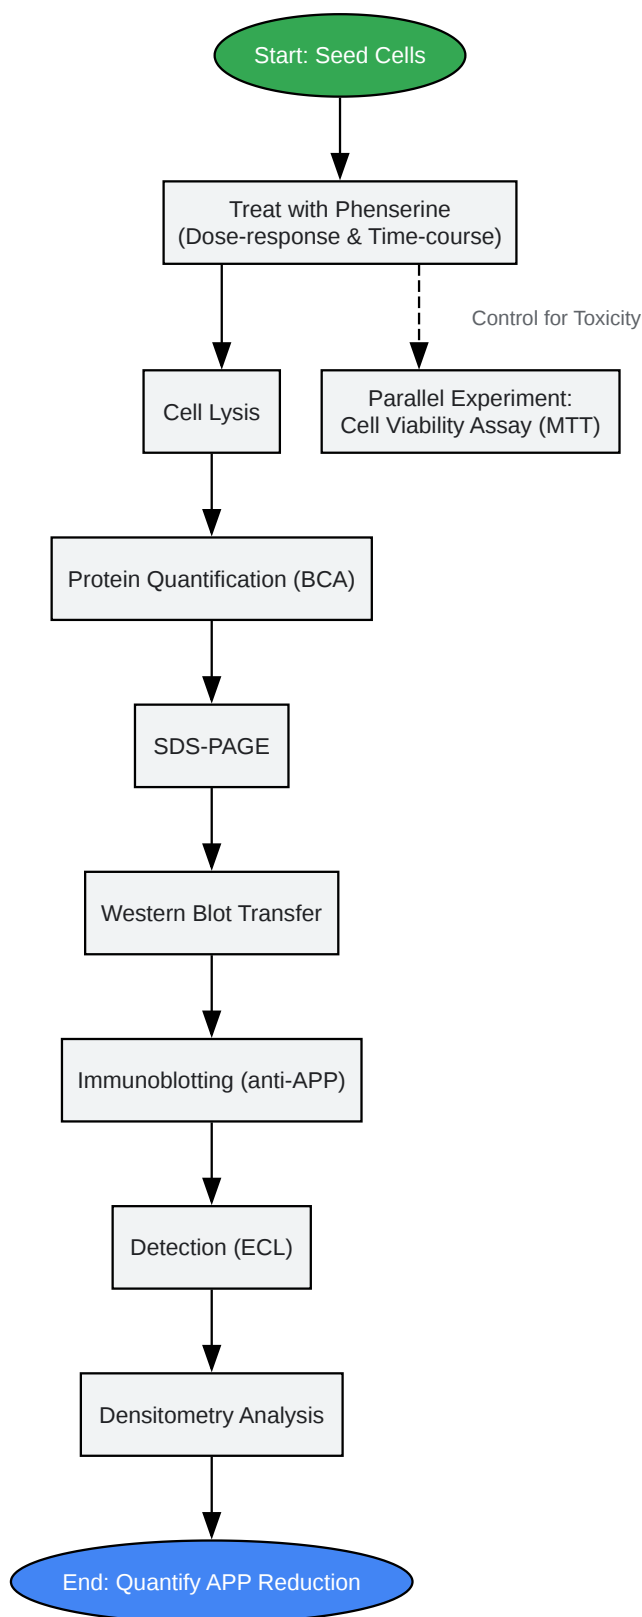 Start: Seed Cells
Treat with Phenserine
(Dose-response & Time-course)
Control for Toxicity
Cell Lysis
Parallel Experiment:
Cell Viability Assay (MTT)
Protein Quantification (BCA)
SDS-PAGE
Western Blot Transfer
Immunoblotting (anti-APP)
Detection (ECL)
Densitometry Analysis
End: Quantify APP Reduction